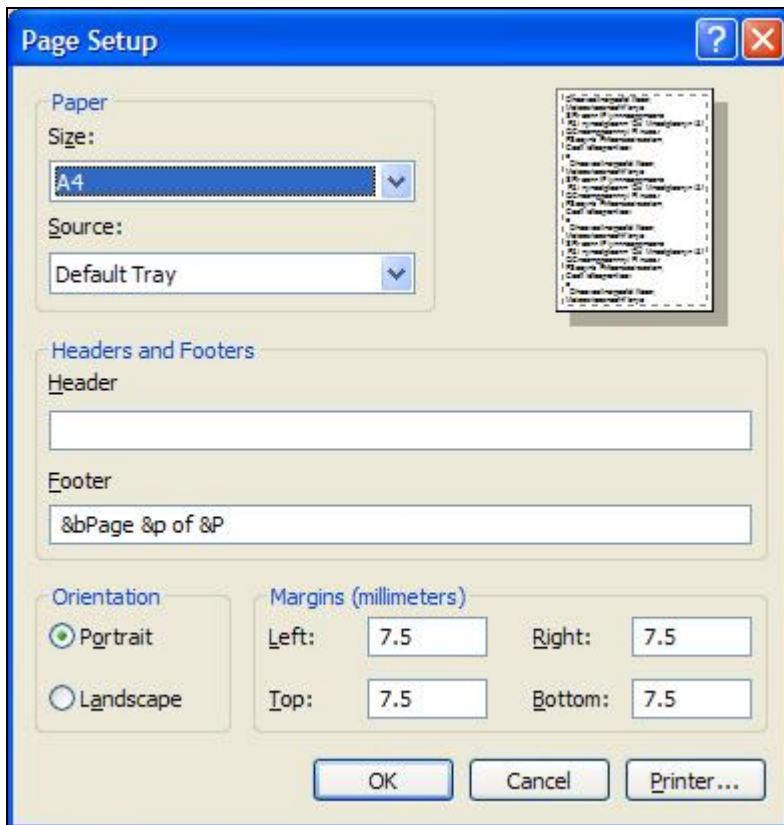 Page Setup
Paper
Size:
A4
Source:
Default Tray
Headers and Footers
Header
Footer
&bPage &p of &P
Orientation
Portrait
Landscape
Margins (millimeters)
Left: 7.5 Right: 7.5
Top: 7.5 Bottom: 7.5
OK Cancel Printer...